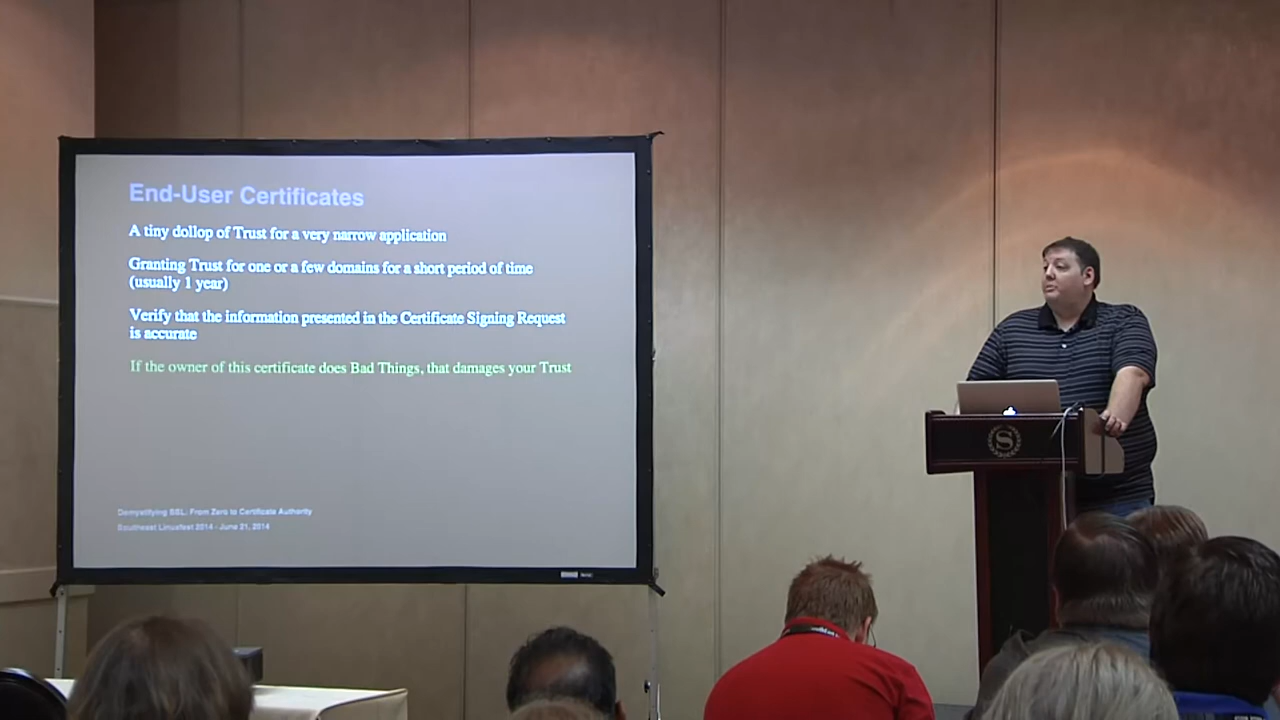 End-User Certificates
A tiny dollop of Trust for a very narrow application
Granting Trust for one or a few domains for a short period of time
(usually 1 year)
Verify that the information presented in the Certificate Signing Request
is accurate
If the owner of this certificate does Bad Things, that damages your Trust
Demystifying SSL: From Zero to Certificate Authority
Southeast Linuxfest 2014 - June 21, 2014
S